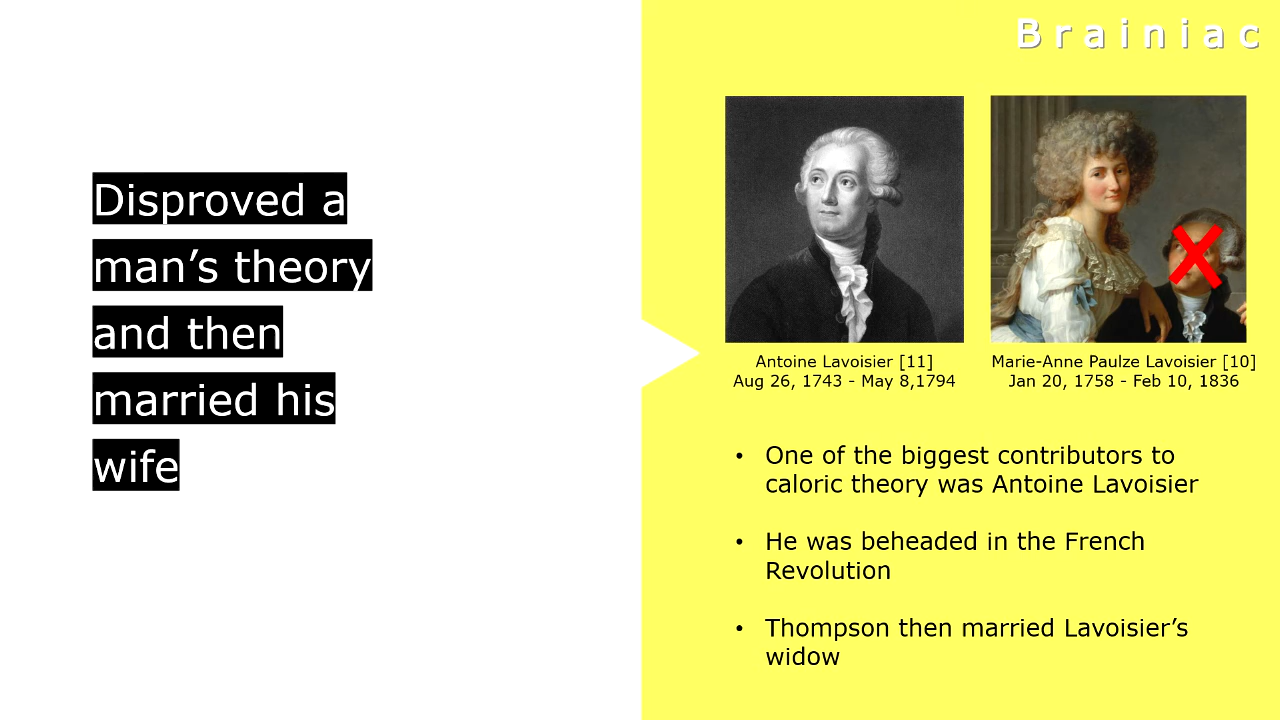 Brainiac
Disproved a
man’s theory
and then
married his
wife
Antoine Lavoisier [11]
Aug 26, 1743 - May 8,1794
Marie-Anne Paulze Lavoisier [10]
Jan 20, 1758 - Feb 10, 1836
• One of the biggest contributors to
caloric theory was Antoine Lavoisier
• He was beheaded in the French
Revolution
• Thompson then married Lavoisier’s
widow